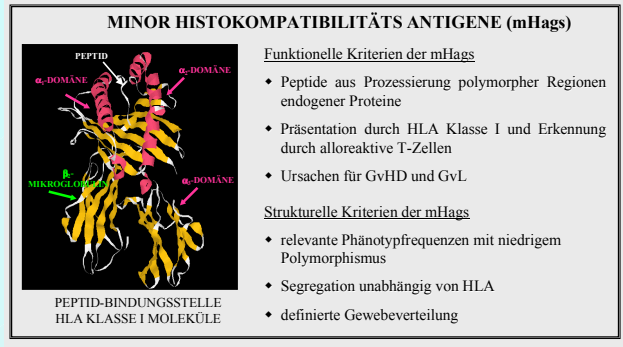 MINOR HISTOKOMPATIBILITÄTS ANTIGENE (mHags)
PEPTID
α₁-DOMÄNE
α₂-DOMÄNE
β₂-
MIKROGLOBULIN
α₃-DOMÄNE
PEPTID-BINDUNGSSTELLE
HLA KLASSE I MOLEKÜLE
Funktionelle Kriterien der mHags
Peptide aus Prozessierung polymorpher Regionen
endogener Proteine
Präsentation durch HLA Klasse I und Erkennung
durch alloreaktive T-Zellen
Ursachen für GvHD und GvL
Strukturelle Kriterien der mHags
relevante Phänotypfrequenzen mit niedrigem
Polymorphismus
Segregation unabhängig von HLA
definierte Gewebeverteilung